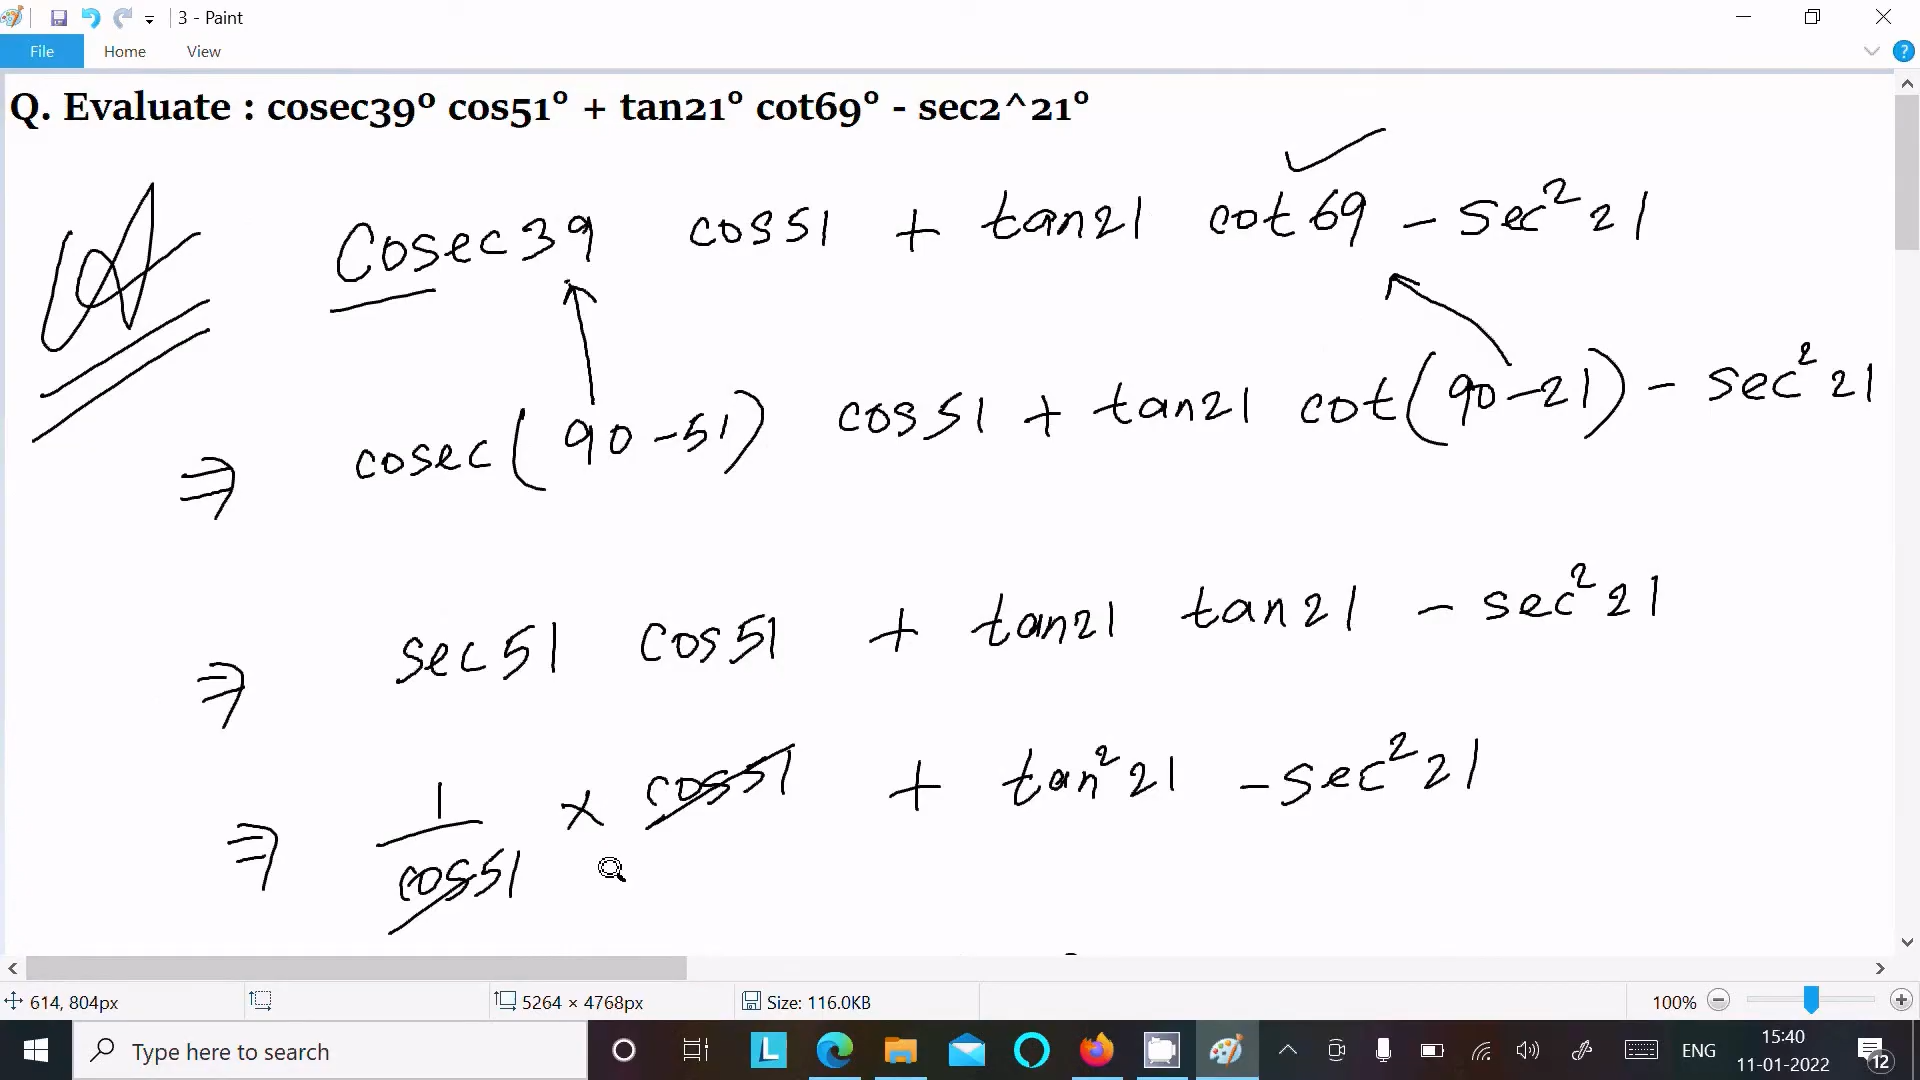 3 - Paint
File Home View
Q. Evaluate : cosec39° cos51° + tan21° cot69° - sec2^21°
Cosec39 cos51 + tan21 cot69 - sec²21
⇒ cosec(90-51) cos51 + tan21 cot(90-21) - sec²21
⇒ sec51 cos51 + tan21 tan21 - sec²21
⇒ 1/cos51 × cos51 + tan²21 - sec²21
614, 804px 5264 × 4768px Size: 116.0KB 100%
Type here to search L ENG 15:40
11-01-2022 12